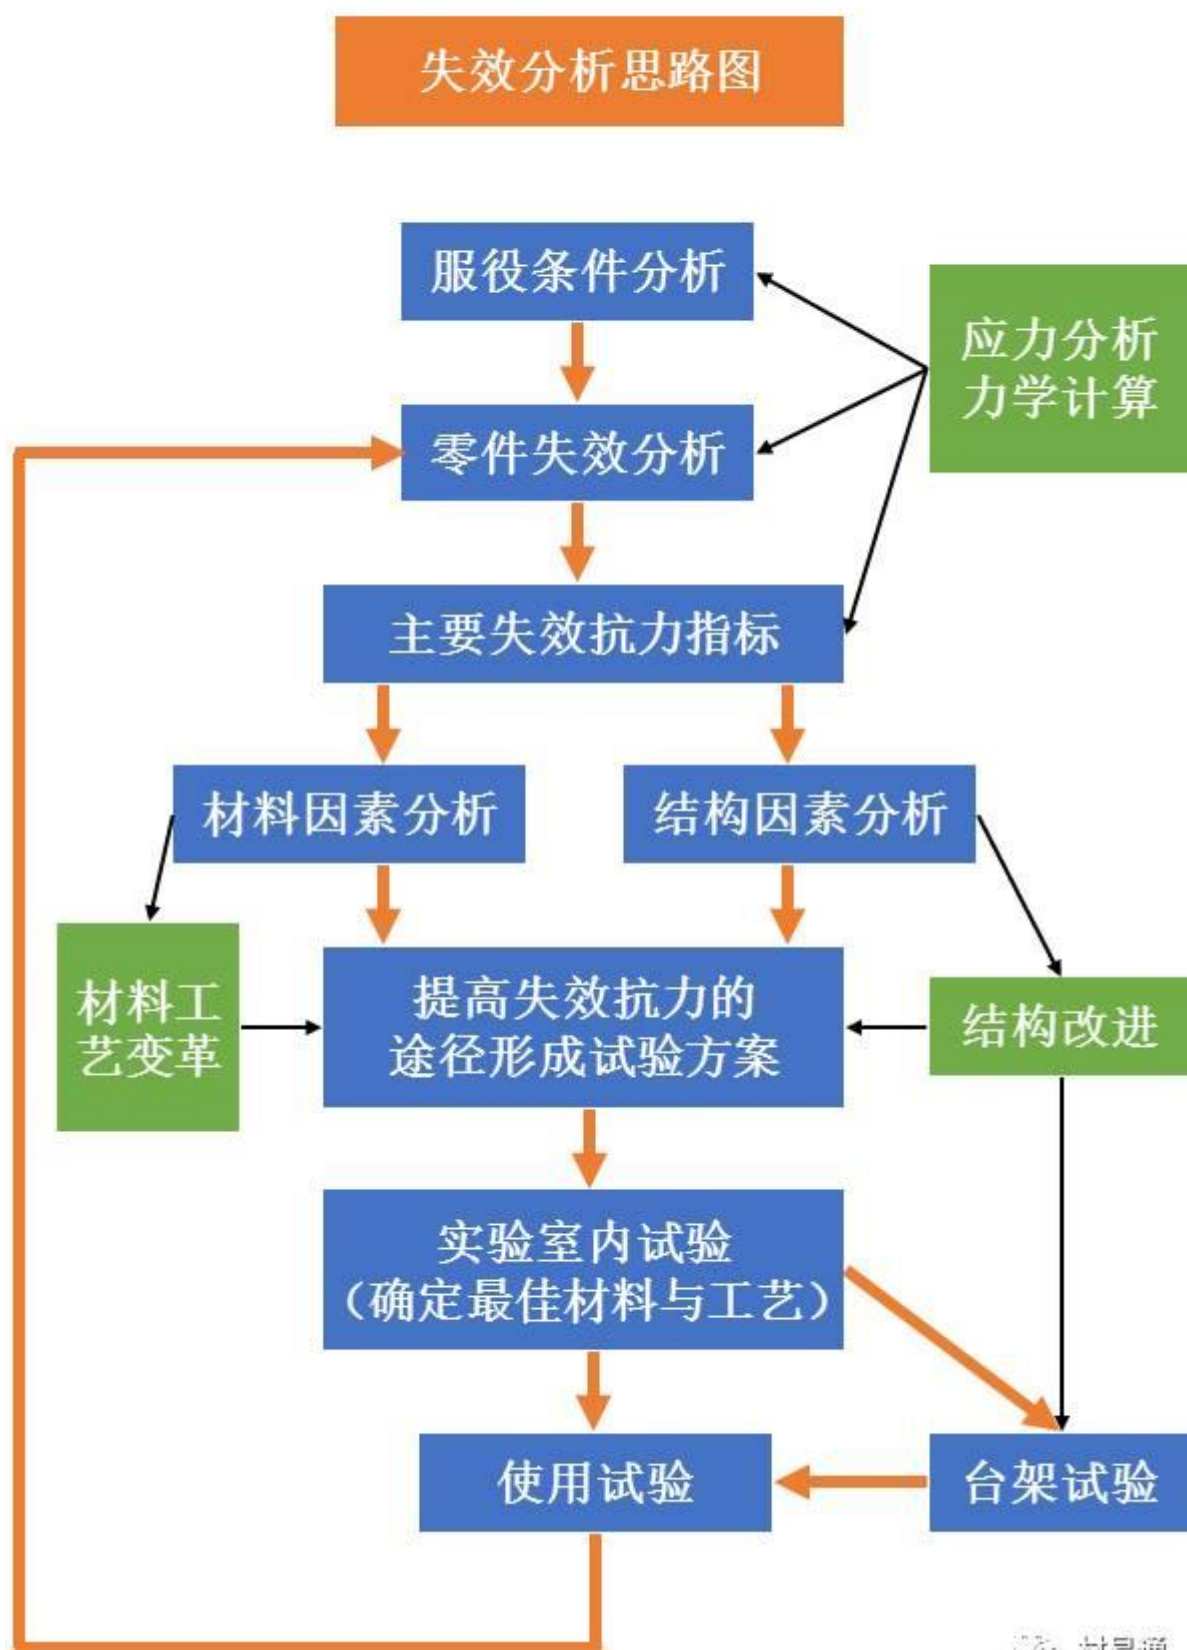 失效分析思路图
服役条件分析
应力分析
力学计算
零件失效分析
主要失效抗力指标
材料因素分析
结构因素分析
材料工
艺变革
提高失效抗力的
途径形成试验方案
结构改进
实验室内试验
（确定最佳材料与工艺）
使用试验
台架试验